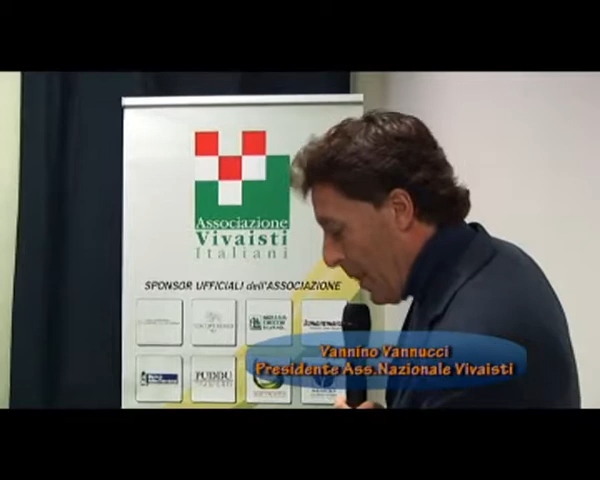 Associazione
Vivaisti
Italiani
SPONSOR UFFICIALI dell'ASSOCIAZIONE
PUDDU
Vannino Vannucci
Presidente Ass.Nazionale Vivaisti